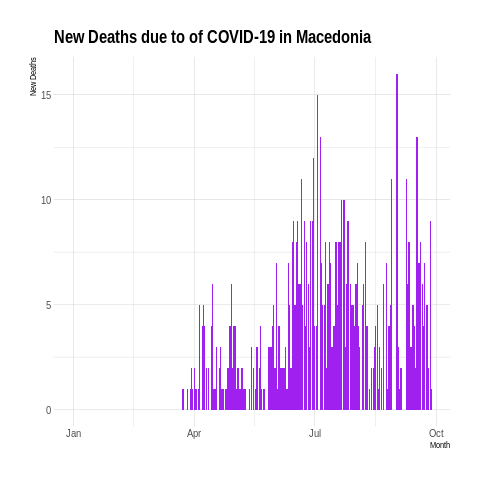 New Deaths due to of COVID-19 in Macedonia
New Deaths
15
10
5
0
Jan Apr Jul Oct
Month